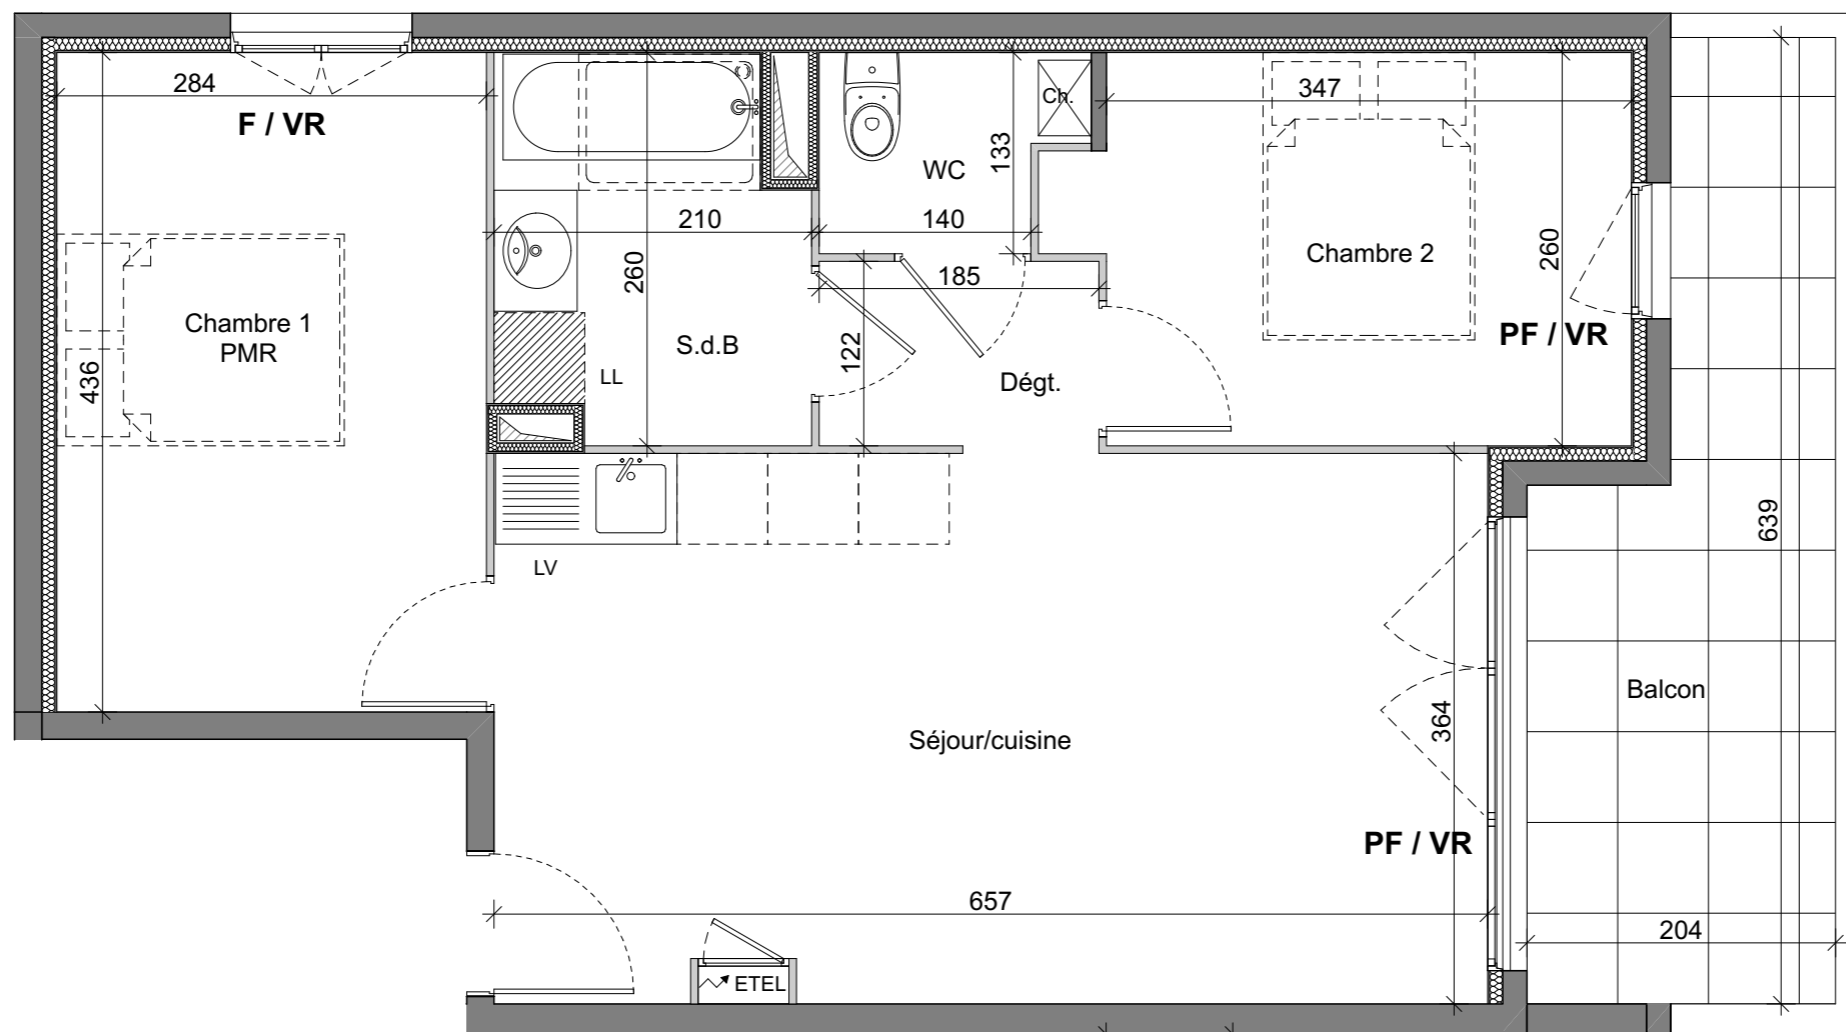 284
F / VR
347
Ch.
133
WC
210
140
260
185
260
Chambre 2
Chambre 1
PMR
436
S.d.B
122
PF / VR
LL
Dégt.
639
LV
Balcon
364
Séjour/cuisine
PF / VR
657
204
ETEL